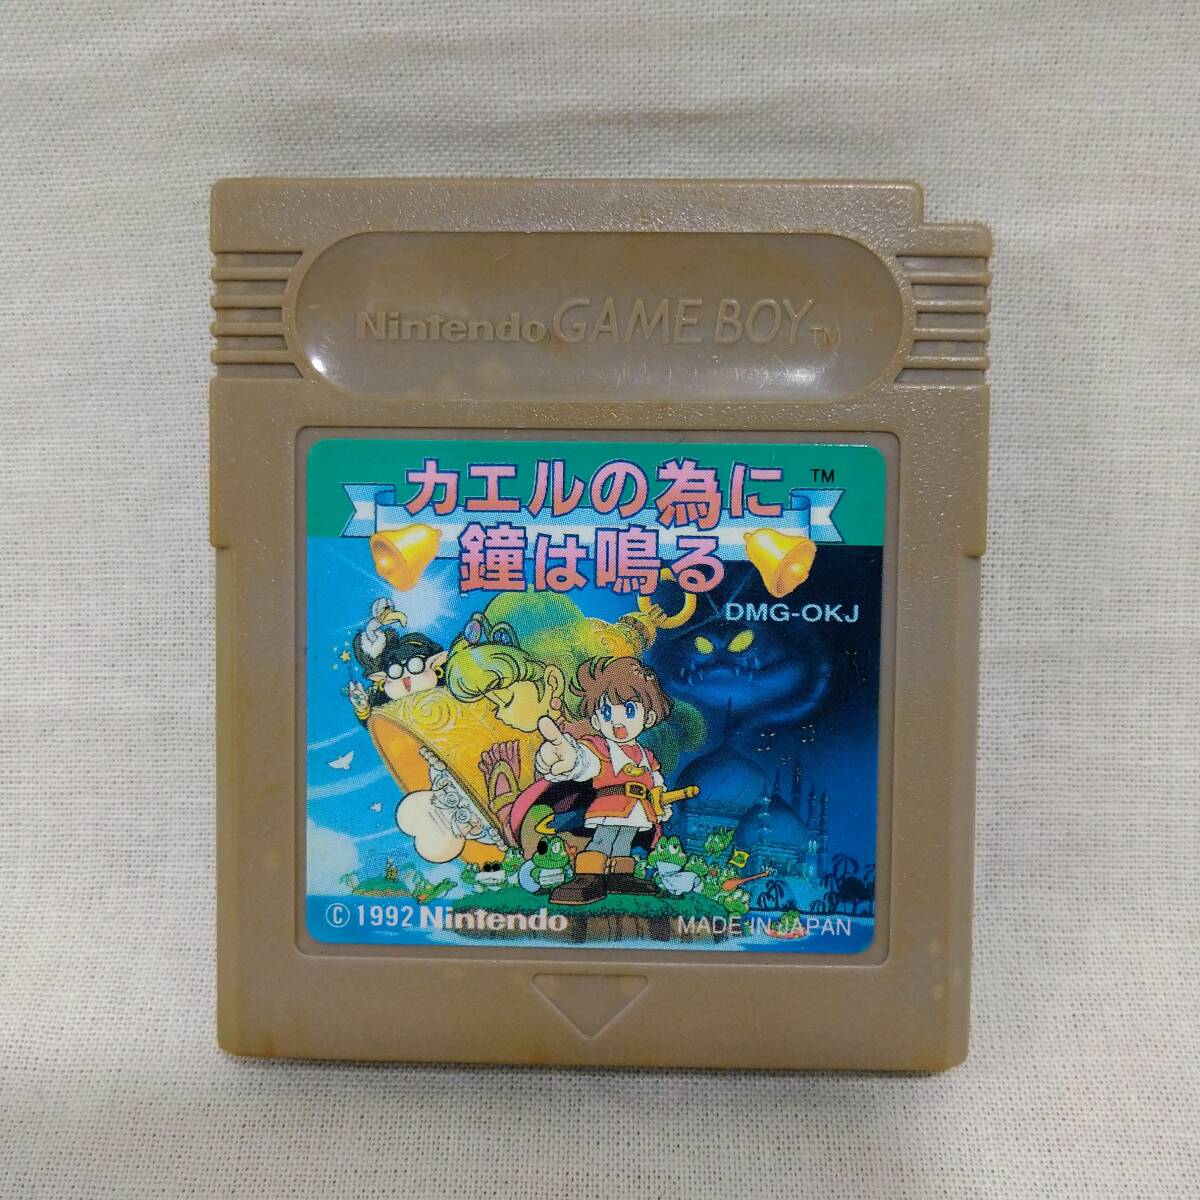 Nintendo GAME BOY TM
カエルの為に TM
鐘は鳴る
DMG-OKJ
© 1992 Nintendo
MADE IN JAPAN